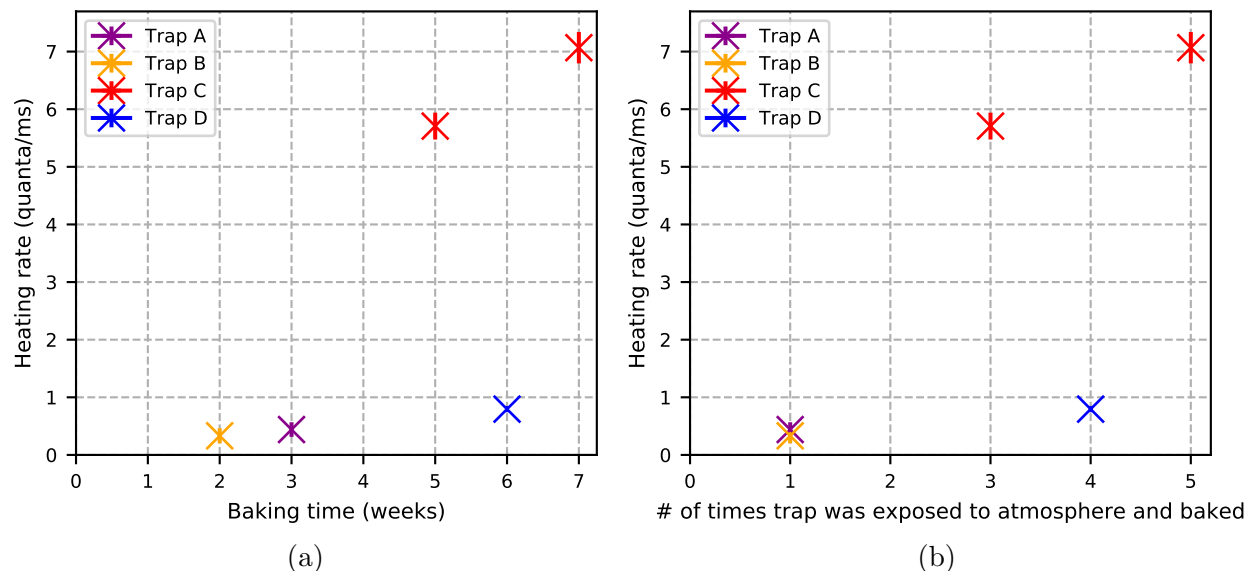 Heating rate (quanta/ms)
7
6
5
4
3
2
1
0
Trap A
Trap B
Trap C
Trap D
0 1 2 3 4 5 6 7
Baking time (weeks)
(a)
Heating rate (quanta/ms)
7
6
5
4
3
2
1
0
Trap A
Trap B
Trap C
Trap D
0 1 2 3 4 5
# of times trap was exposed to atmosphere and baked
(b)